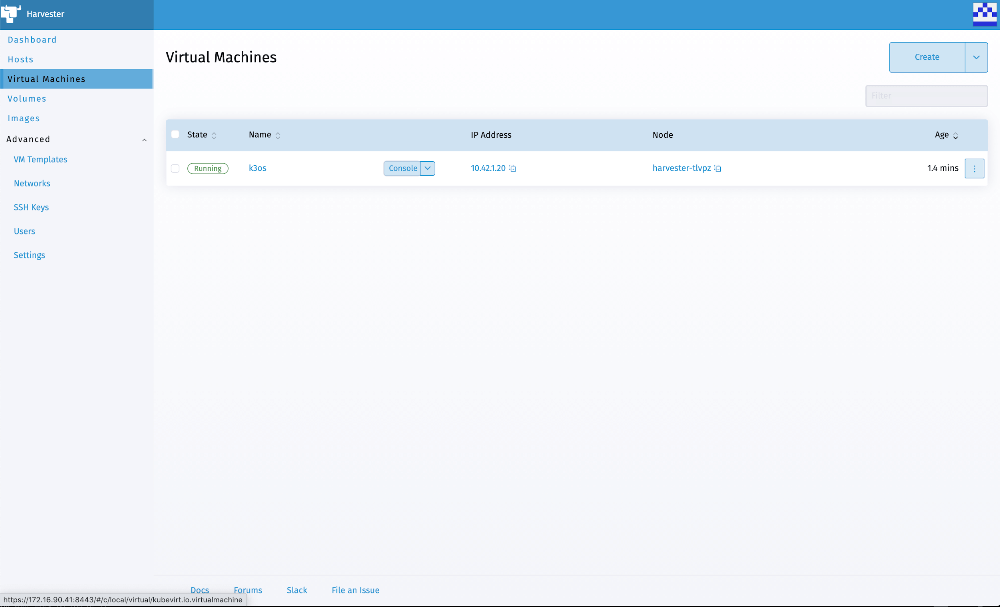 Harvester
Dashboard
Hosts
Virtual Machines
Volumes
Images
Advanced
VM Templates
Networks
SSH Keys
Users
Settings
Virtual Machines
Create
Filter
State Name IP Address Node Age
Running k3os Console 10.42.1.20 harvester-tlvpz 1.4 mins
Docs Forums Slack File an Issue
https://172.16.90.41:8443/#/c/local/virtual/kubevirt.io.virtualmachine